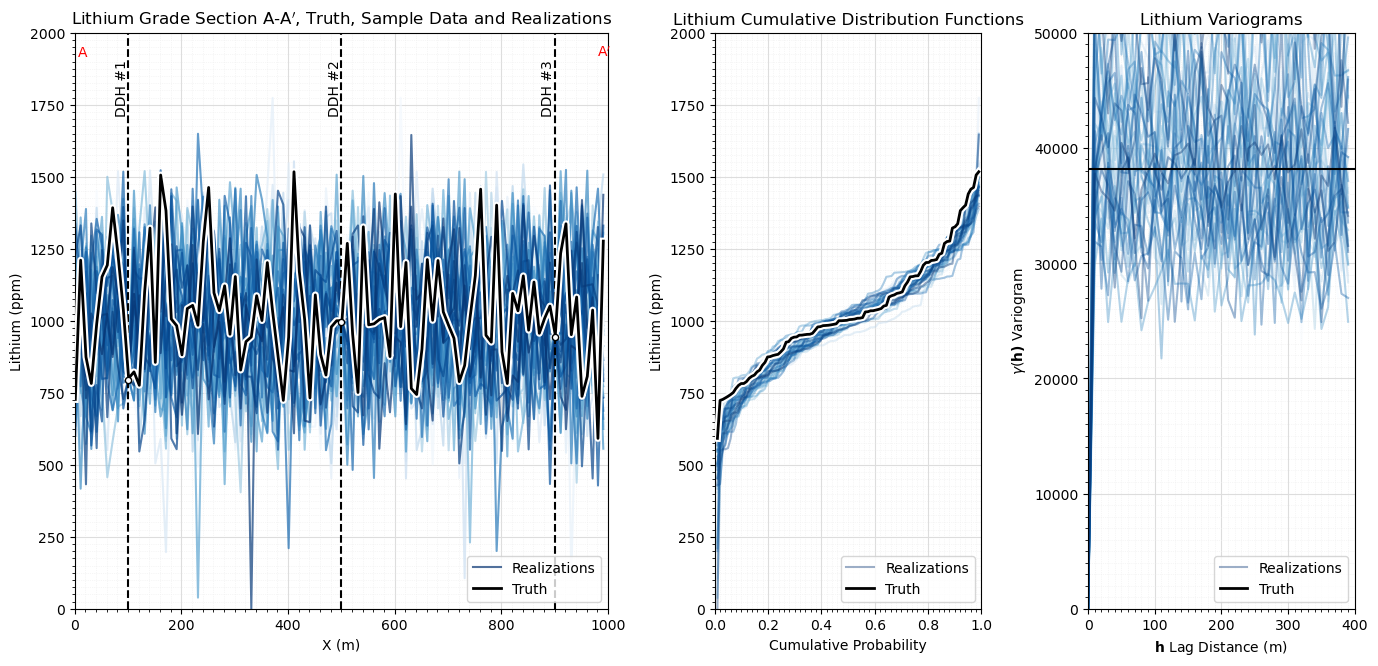 Lithium Grade Section A-A′, Truth, Sample Data and Realizations
A
A
DDH #1
DDH #2
DDH #3
2000
1750
1500
1250
1000
750
500
250
0
Lithium (ppm)
0
200
400
600
800
1000
X (m)
Realizations
Truth
Lithium Cumulative Distribution Functions
2000
1750
1500
1250
1000
750
500
250
0
Lithium (ppm)
0.0
0.2
0.4
0.6
0.8
1.0
Cumulative Probability
Realizations
Truth
Lithium Variograms
50000
40000
30000
20000
10000
0
γ(h) Variogram
0
100
200
300
400
h Lag Distance (m)
Realizations
Truth